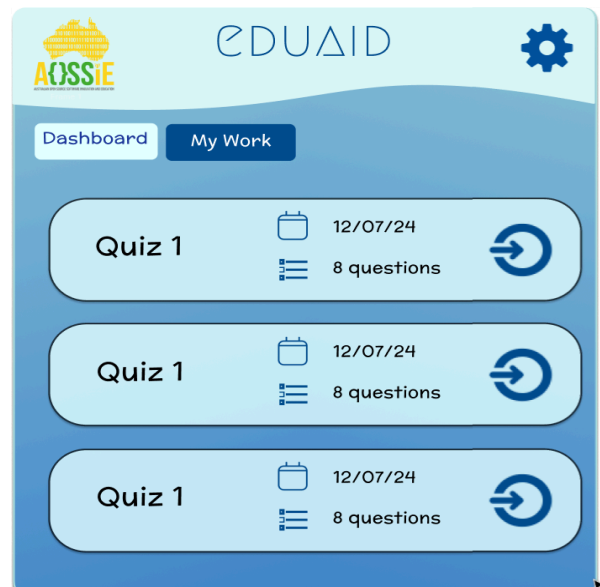 EDUAID
AOSSiE
Dashboard
My Work
Quiz 1
12/07/24
8 questions
Quiz 1
12/07/24
8 questions
Quiz 1
12/07/24
8 questions